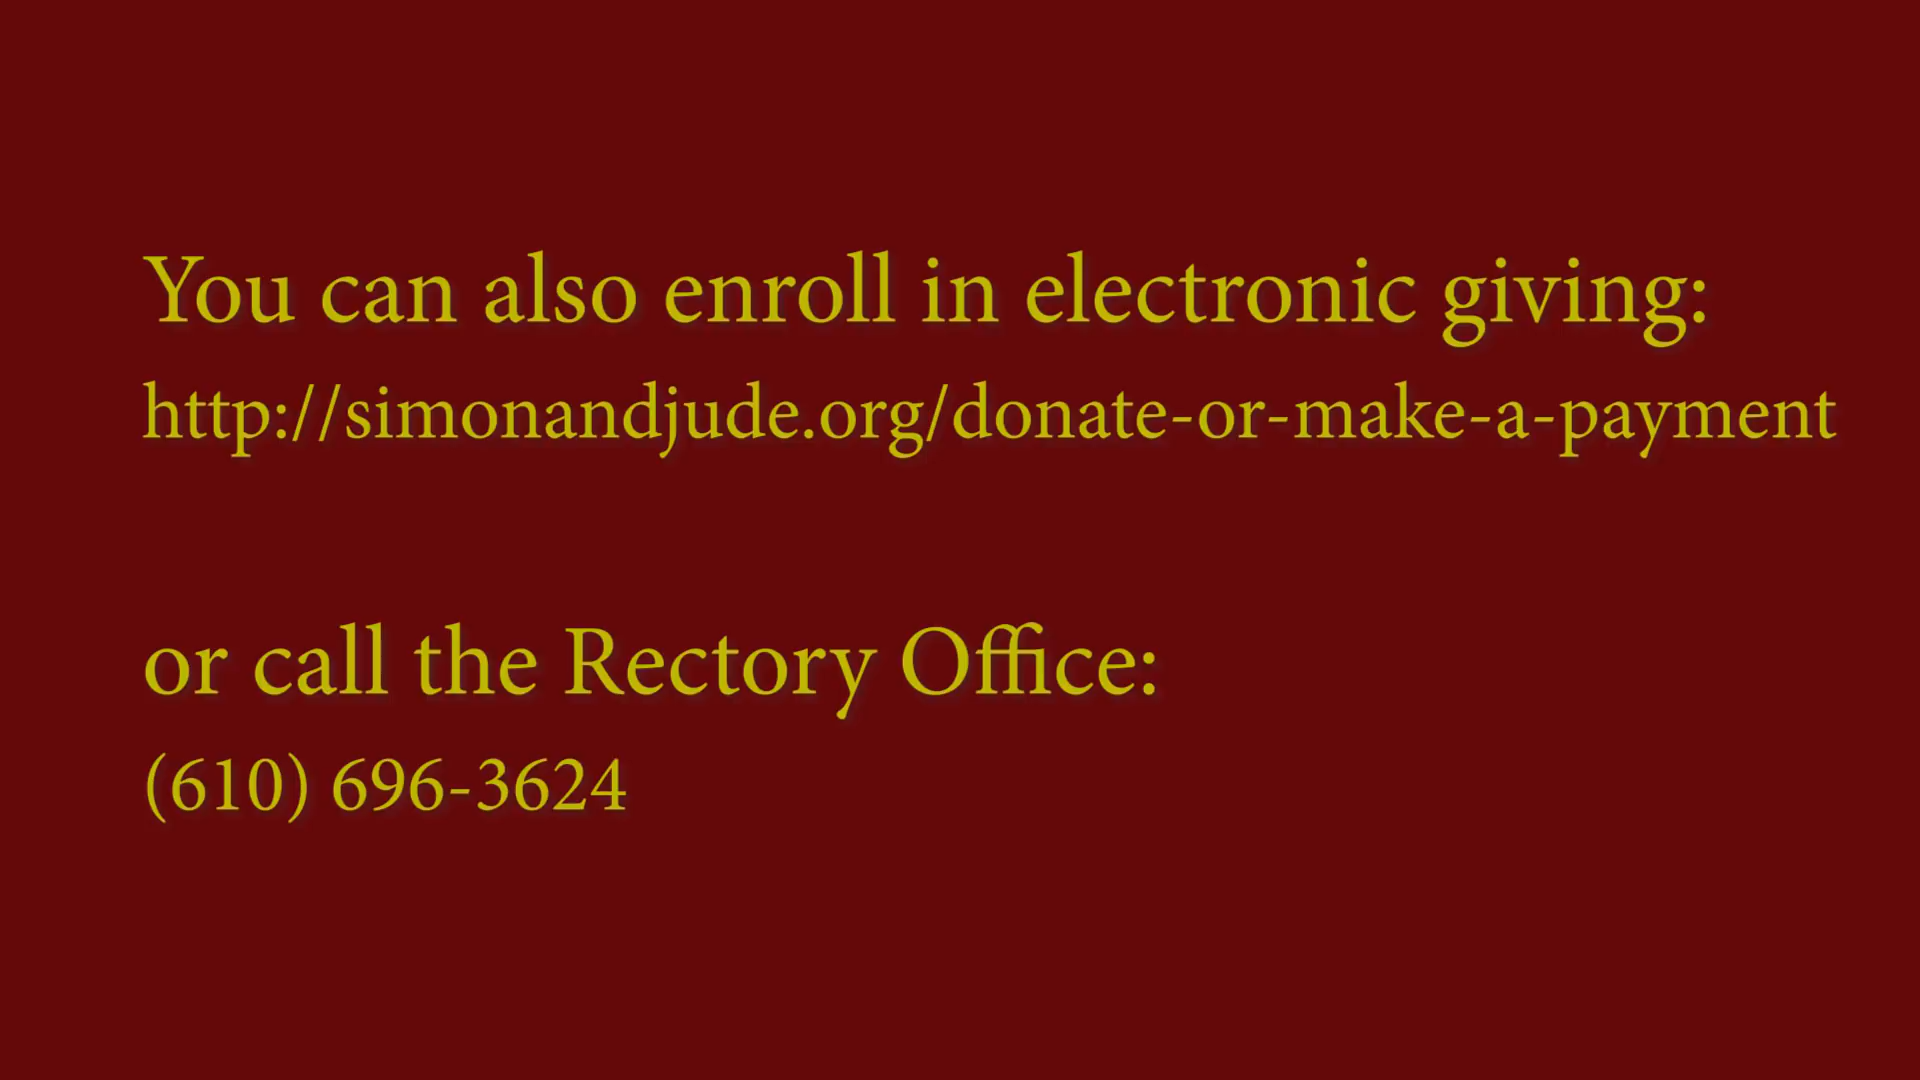 You can also enroll in electronic giving:
http://simonandjude.org/donate-or-make-a-payment
or call the Rectory Office:
(610) 696-3624